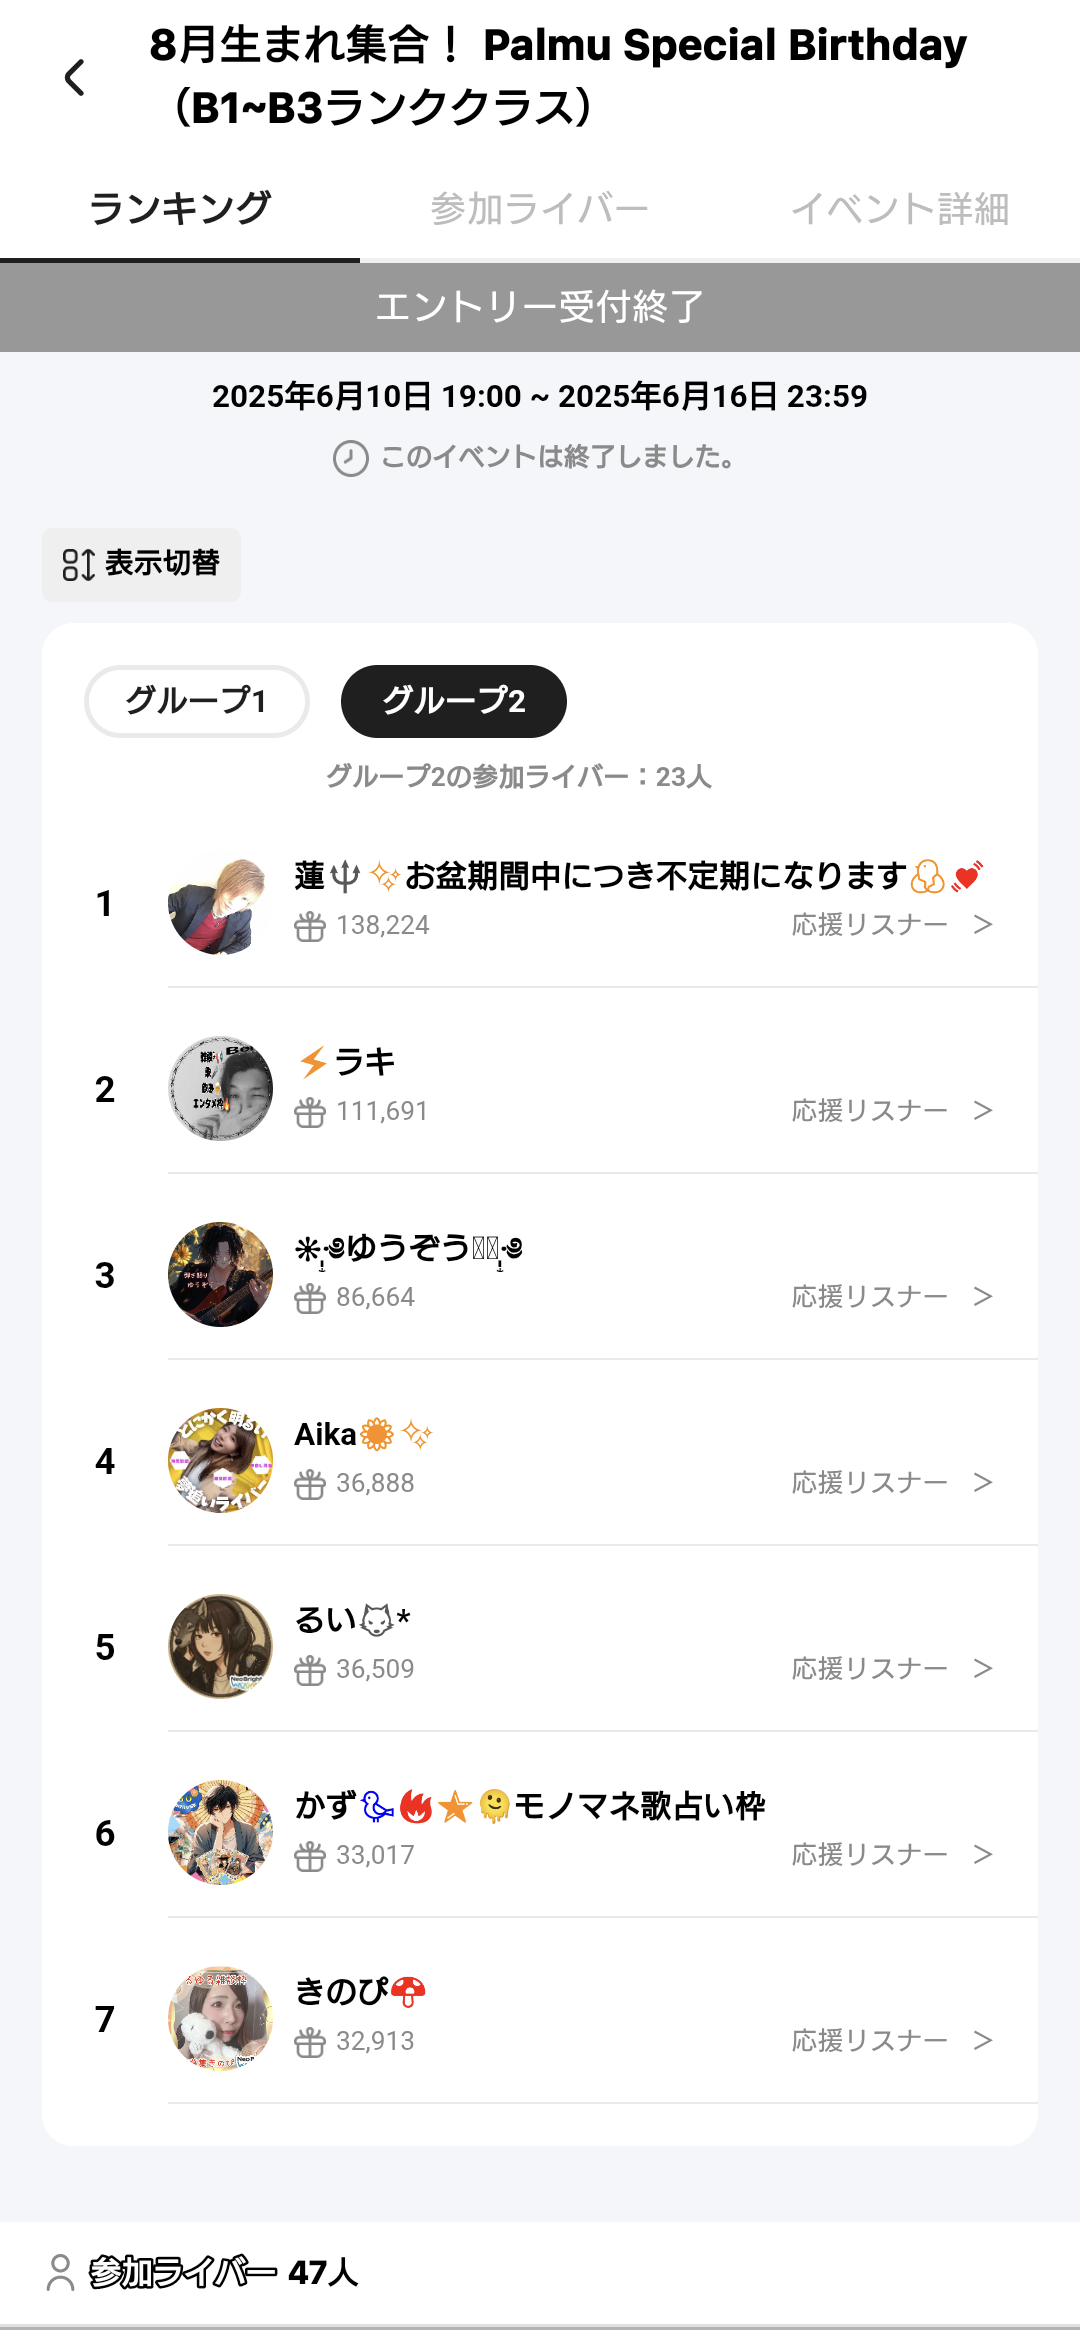 8月生まれ集合！ Palmu Special Birthday
（B1~B3ランククラス）
ランキング
参加ライバー
イベント詳細
エントリー受付終了
2025年6月10日 19:00 ~ 2025年6月16日 23:59
このイベントは終了しました。
表示切替
グループ1
グループ2
グループ2の参加ライバー：23人
1
蓮🔱✨お盆期間中につき不定期になります💓
138,224
応援リスナー >
2
⚡ラキ
111,691
応援リスナー >
3
ゆうぞう
86,664
応援リスナー >
4
Aika🌻✨
36,888
応援リスナー >
5
るい🐺*
36,509
応援リスナー >
6
かず🐤🔥⭐🫠モノマネ歌占い枠
33,017
応援リスナー >
7
きのぴ🍄
32,913
応援リスナー >
参加ライバー 47人